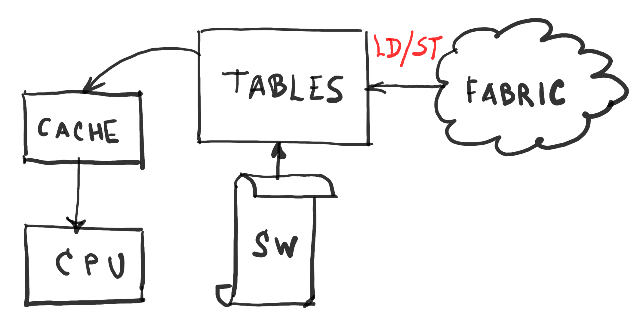 LD/ST
TABLES
FABRIC
CACHE
SW
CPU